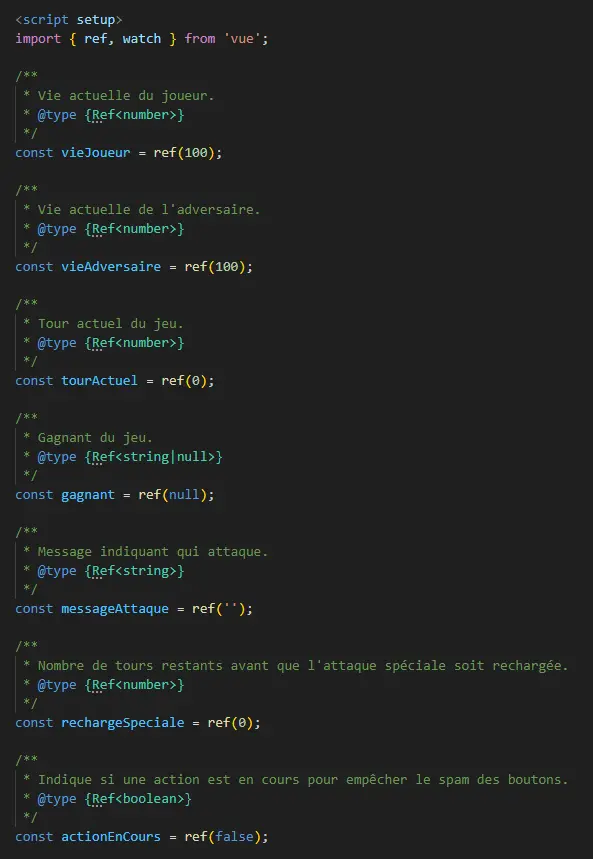 <script setup>
import { ref, watch } from 'vue';
/**
* Vie actuelle du joueur.
* @type {Ref<number>}
*/
const vieJoueur = ref(100);
/**
* Vie actuelle de l'adversaire.
* @type {Ref<number>}
*/
const vieAdversaire = ref(100);
/**
* Tour actuel du jeu.
* @type {Ref<number>}
*/
const tourActuel = ref(0);
/**
* Gagnant du jeu.
* @type {Ref<string|null>}
*/
const gagnant = ref(null);
/**
* Message indiquant qui attaque.
* @type {Ref<string>}
*/
const messageAttaque = ref('');
/**
* Nombre de tours restants avant que l'attaque spéciale soit rechargée.
* @type {Ref<number>}
*/
const rechargeSpeciale = ref(0);
/**
* Indique si une action est en cours pour empêcher le spam des boutons.
* @type {Ref<boolean>}
*/
const actionEnCours = ref(false);